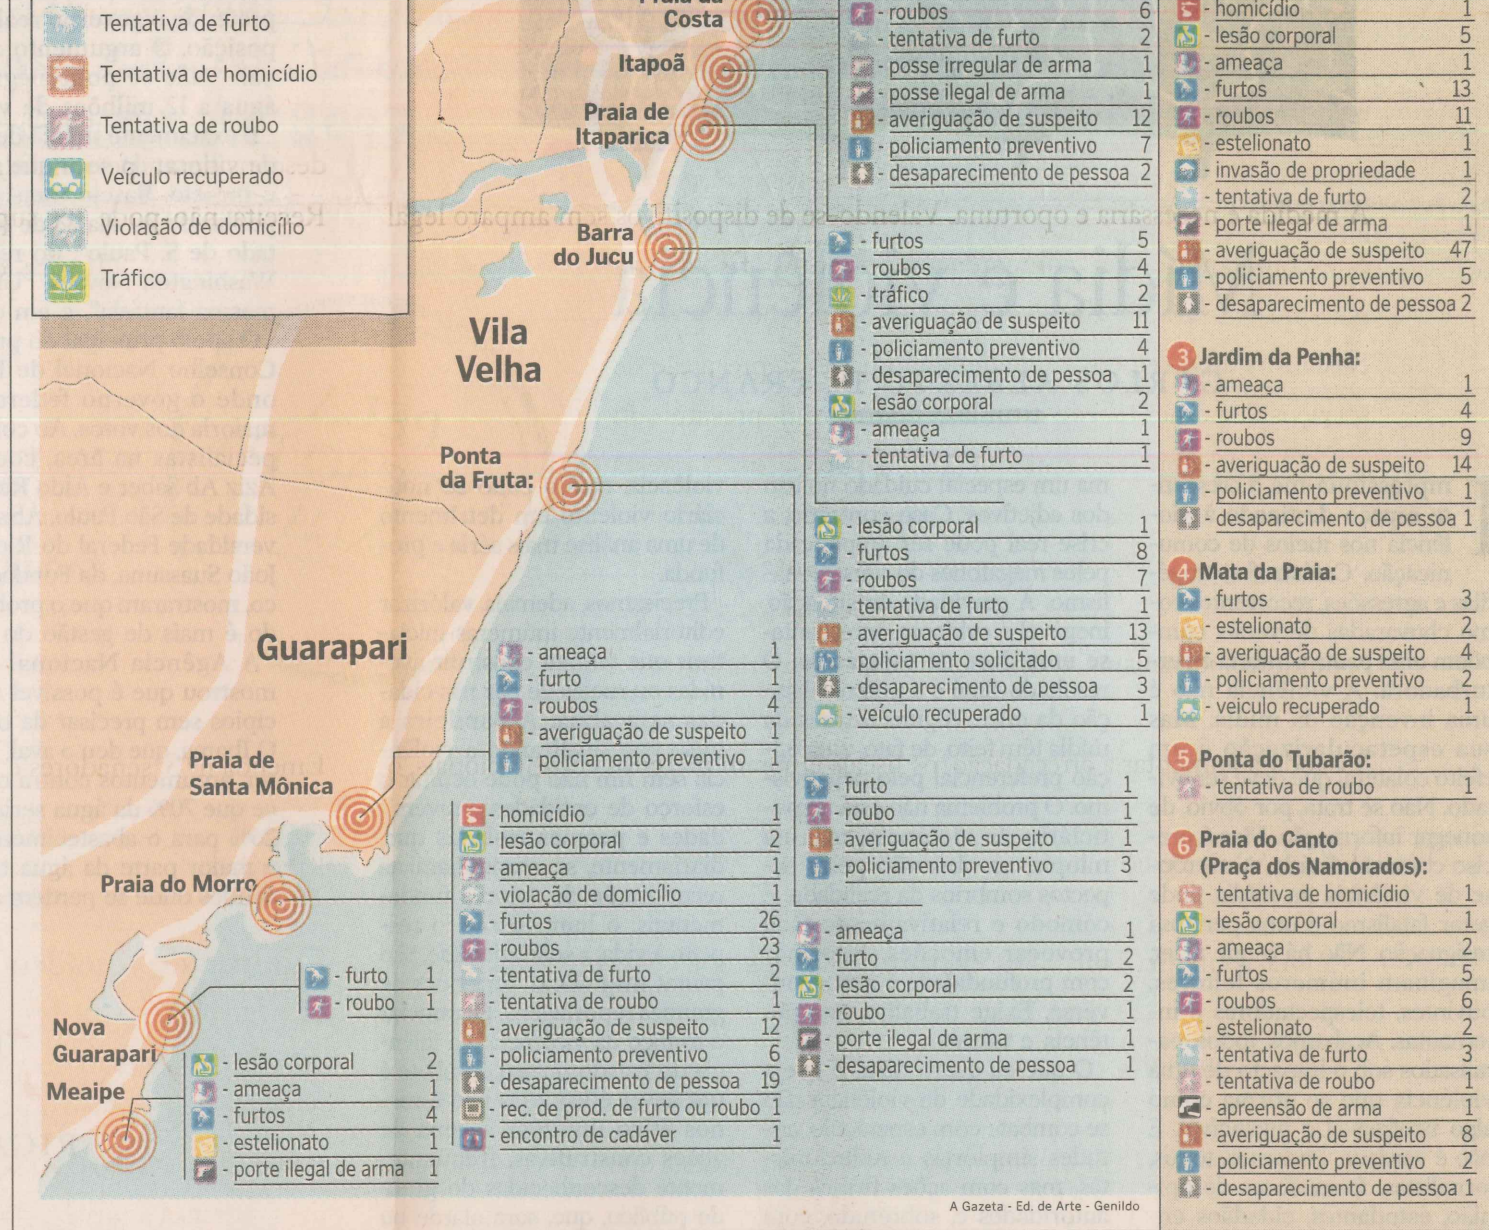 Tentativa de furto
Tentativa de homicídio
Tentativa de roubo
Veículo recuperado
Violação de domicílio
Tráfico
Costa
Itapoã
Praia de
Itaparica
Barra
do Jucu
Vila
Velha
Ponta
da Fruta:
Guarapari
Praia de
Santa Mônica
Praia do Morro
Nova
Guarapari
Meaipe
- roubos 6
- tentativa de furto 2
- posse irregular de arma 1
- posse ilegal de arma 1
- averiguação de suspeito 12
- policiamento preventivo 7
- desaparecimento de pessoa 2
- furtos 5
- roubos 4
- tráfico 2
- averiguação de suspeito 11
- policiamento preventivo 4
- desaparecimento de pessoa 1
- lesão corporal 2
- ameaça 1
- tentativa de furto 1
- lesão corporal 1
- furtos 8
- roubos 7
- tentativa de furto 1
- averiguação de suspeito 13
- policiamento solicitado 5
- desaparecimento de pessoa 3
- veículo recuperado 1
- furto 1
- roubo 1
- averiguação de suspeito 1
- policiamento preventivo 3
- ameaça 1
- furto 2
- lesão corporal 2
- roubo 1
- porte ilegal de arma 1
- desaparecimento de pessoa 1
- ameaça 1
- furto 1
- roubos 4
- averiguação de suspeito 1
- policiamento preventivo 1
- homicídio 1
- lesão corporal 2
- ameaça 1
- violação de domicílio 1
- furtos 26
- roubos 23
- tentativa de furto 2
- tentativa de roubo 1
- averiguação de suspeito 12
- policiamento preventivo 6
- desaparecimento de pessoa 19
- rec. de prod. de furto ou roubo 1
- encontro de cadáver 1
- furto 1
- roubo 1
- lesão corporal 2
- ameaça 1
- furtos 4
- estelionato 1
- porte ilegal de arma 1
- homicídio 1
- lesão corporal 5
- ameaça 1
- furtos 13
- roubos 11
- estelionato 1
- invasão de propriedade 1
- tentativa de furto 2
- porte ilegal de arma 1
- averiguação de suspeito 47
- policiamento preventivo 5
- desaparecimento de pessoa 2
3 Jardim da Penha:
- ameaça 1
- furtos 4
- roubos 9
- averiguação de suspeito 14
- policiamento preventivo 1
- desaparecimento de pessoa 1
4 Mata da Praia:
- furtos 3
- estelionato 2
- averiguação de suspeito 4
- policiamento preventivo 2
- veiculo recuperado 1
5 Ponta do Tubarão:
- tentativa de roubo 1
6 Praia do Canto
(Praça dos Namorados):
- tentativa de homicídio 1
- lesão corporal 1
- ameaça 2
- furtos 5
- roubos 6
- estelionato 2
- tentativa de furto 3
- tentativa de roubo 1
- apreensão de arma 1
- averiguação de suspeito 8
- policiamento preventivo 2
- desaparecimento de pessoa 1
A Gazeta - Ed. de Arte - Genildo